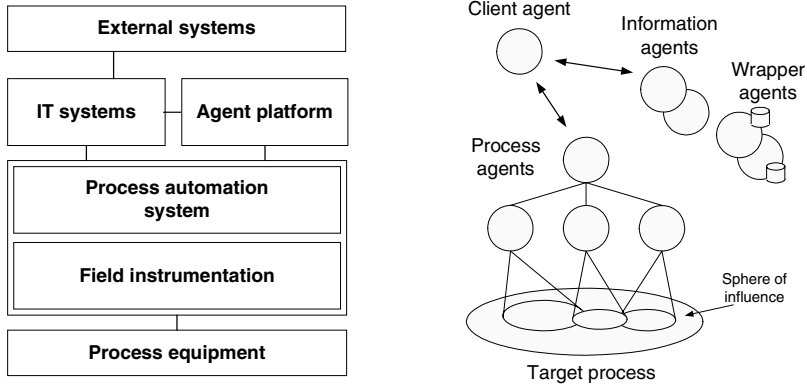 External systems
IT systems
Agent platform
Process automation
system
Field instrumentation
Process equipment
Client agent
Information
agents
Wrapper
agents
Process
agents
Sphere of
influence
Target process